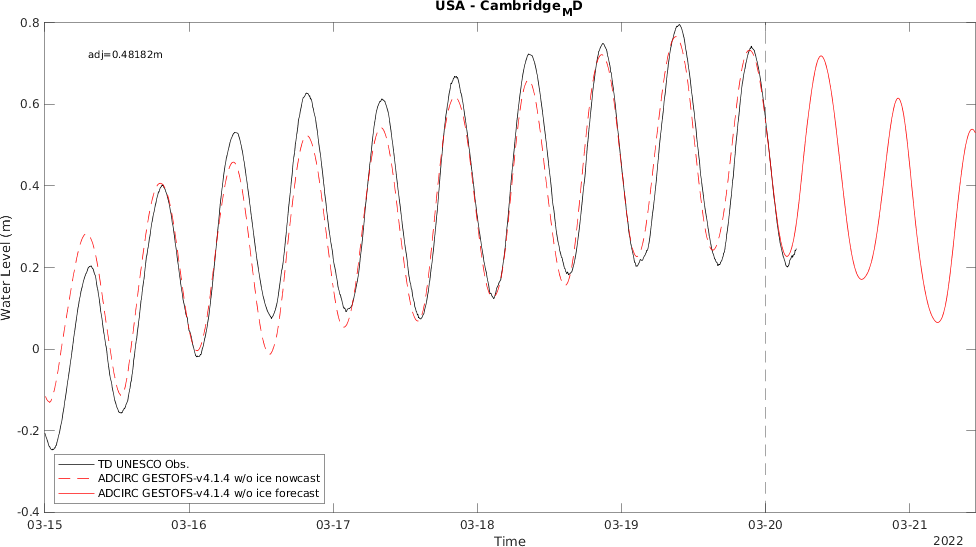 USA - Cambridge_MD
adj=0.48182m
0.8
0.6
0.4
0.2
0
-0.2
-0.4
Water Level (m)
TD UNESCO Obs.
ADCIRC GESTOFS-v4.1.4 w/o ice nowcast
ADCIRC GESTOFS-v4.1.4 w/o ice forecast
03-15 03-16 03-17 03-18 03-19 03-20 03-21
Time
2022